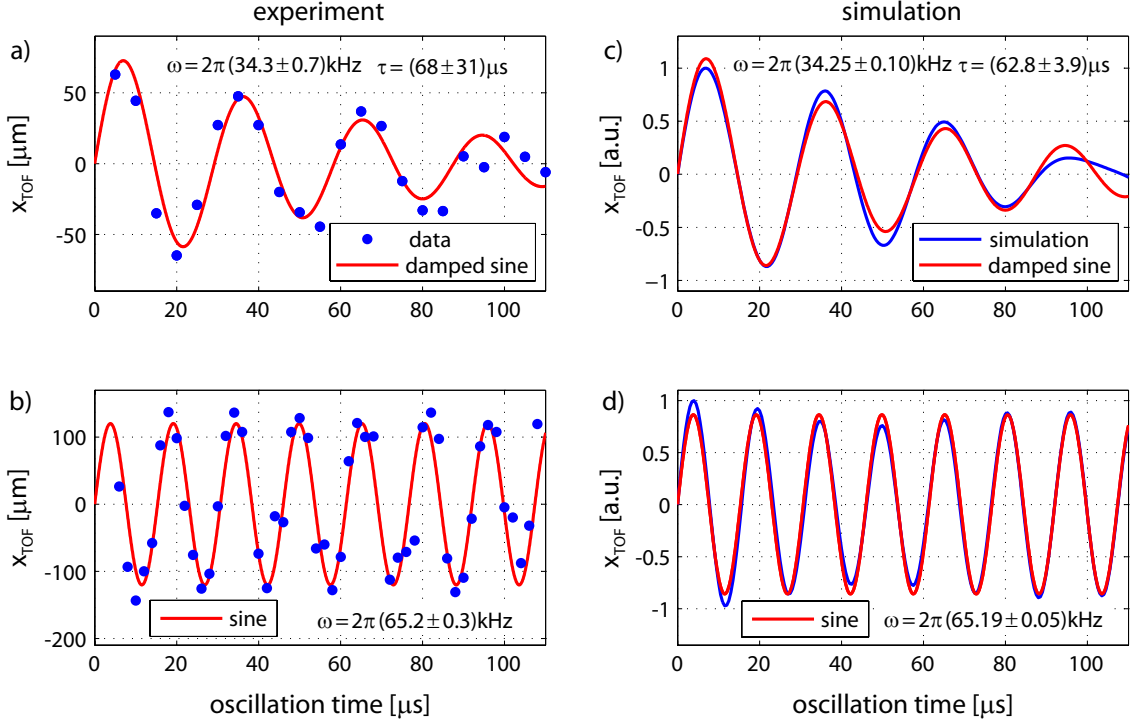 experiment
simulation
a)
ω = 2π (34.3 ± 0.7) kHz τ = (68 ± 31) μs
50
0
-50
x_TOF [μm]
data
damped sine
0 20 40 60 80 100
c)
ω = 2π (34.25 ± 0.10) kHz τ = (62.8 ± 3.9) μs
1
0.5
0
−0.5
−1
x_TOF [a.u.]
simulation
damped sine
0 20 40 60 80 100
b)
100
0
-100
-200
x_TOF [μm]
sine
ω = 2π (65.2 ± 0.3) kHz
0 20 40 60 80 100
oscillation time [μs]
d)
1
0.5
0
−0.5
−1
x_TOF [a.u.]
sine
ω = 2π (65.19 ± 0.05) kHz
0 20 40 60 80 100
oscillation time [μs]